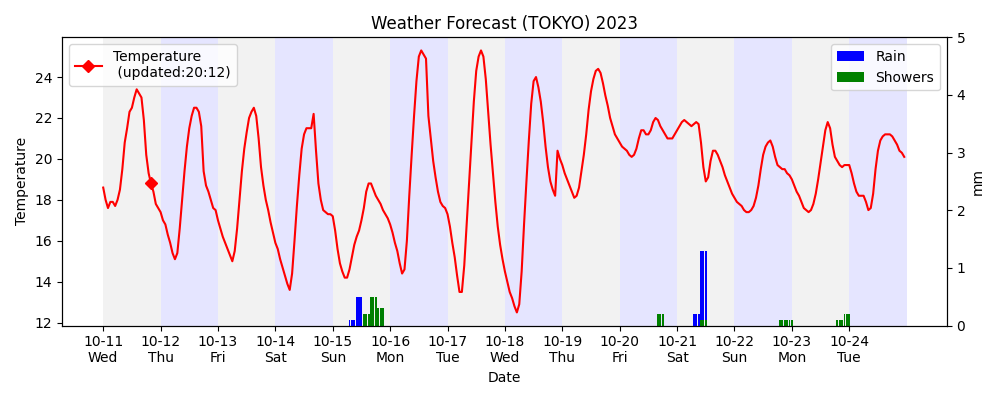 Weather Forecast (TOKYO) 2023
Temperature
(updated:20:12)
Rain
Showers
Temperature
24
22
20
18
16
14
12
5
4
3
2
1
0
mm
10-11 10-12 10-13 10-14 10-15 10-16 10-17 10-18 10-19 10-20 10-21 10-22 10-23 10-24
Wed Thu Fri Sat Sun Mon Tue Wed Thu Fri Sat Sun Mon Tue
Date